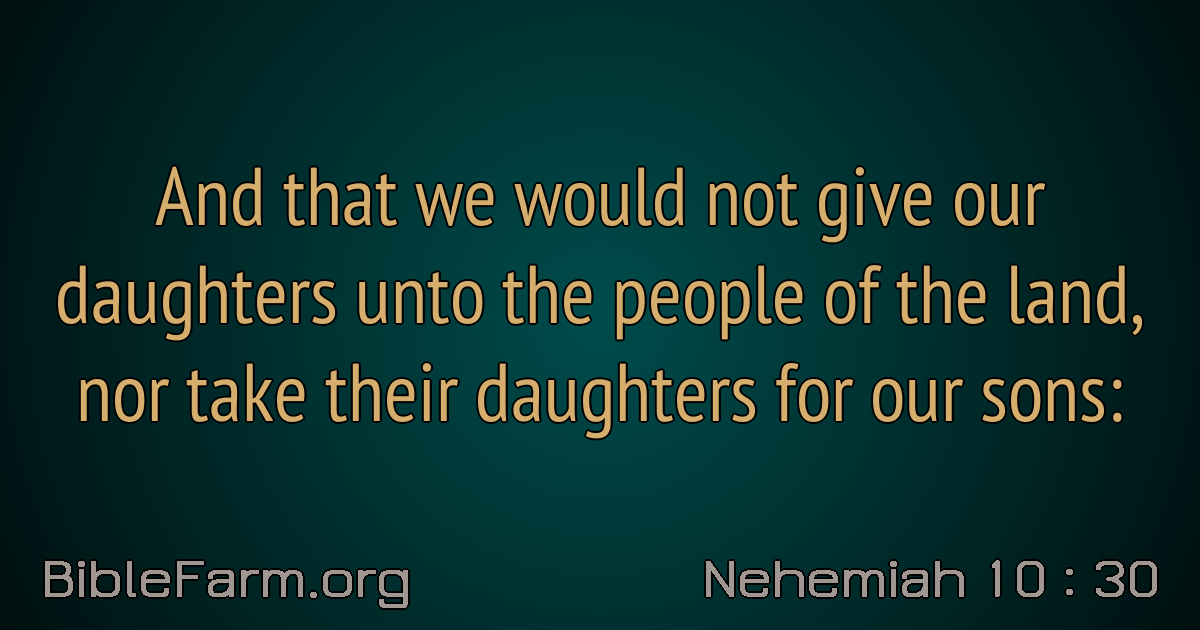 And that we would not give our
daughters unto the people of the land,
nor take their daughters for our sons:
BibleFarm.org
Nehemiah 10 : 30